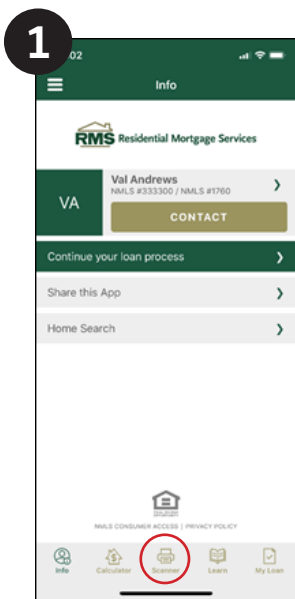 1
02
Info
RMS Residential Mortgage Services
VA
Val Andrews
NMLS #333300 / NMLS #1760
CONTACT
Continue your loan process
Share this App
Home Search
NMLS CONSUMER ACCESS | PRIVACY POLICY
Info Calculator Scanner Learn My Loan